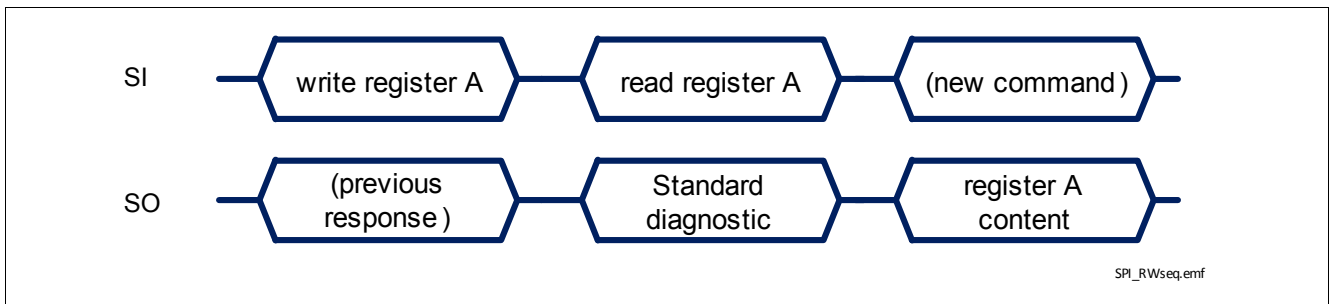 SI
write register A
read register A
(new command)
SO
(previous
response)
Standard
diagnostic
register A
content
SPI_RWseq.emf